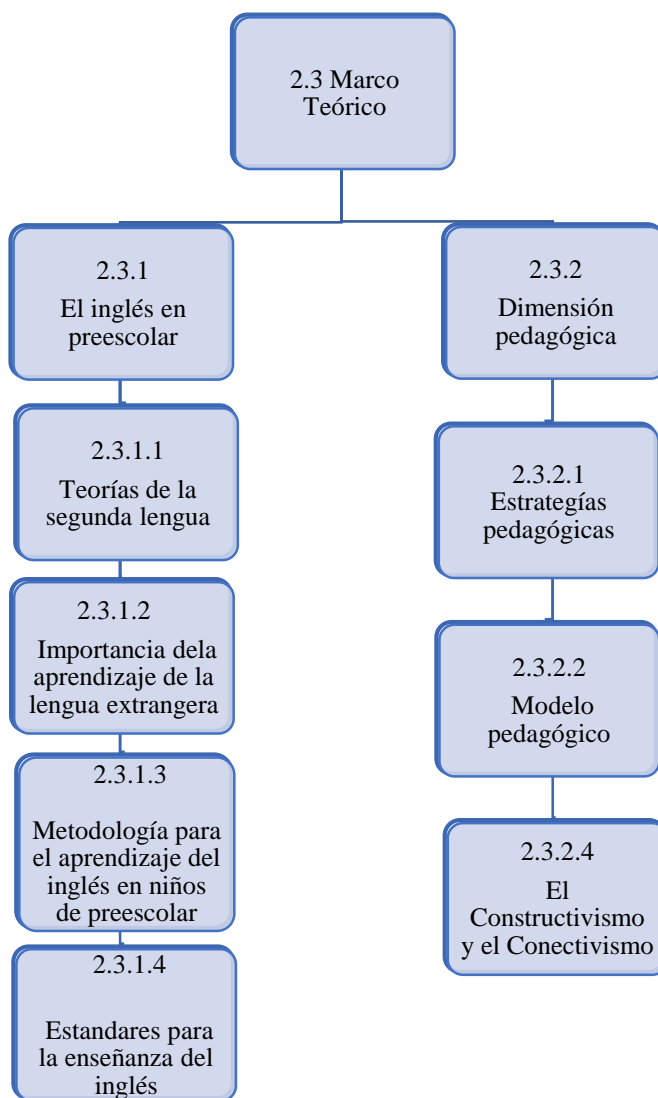 2.3 Marco
Teórico
2.3.1
El inglés en
preescolar
2.3.1.1
Teorías de la
segunda lengua
2.3.1.2
Importancia dela
aprendizaje de la
lengua extrangera
2.3.1.3
Metodología para
el aprendizaje del
inglés en niños
de preescolar
2.3.1.4
Estandares para
la enseñanza del
inglés
2.3.2
Dimensión
pedagógica
2.3.2.1
Estrategías
pedagógicas
2.3.2.2
Modelo
pedagógico
2.3.2.4
El
Constructivismo
y el Conectivismo